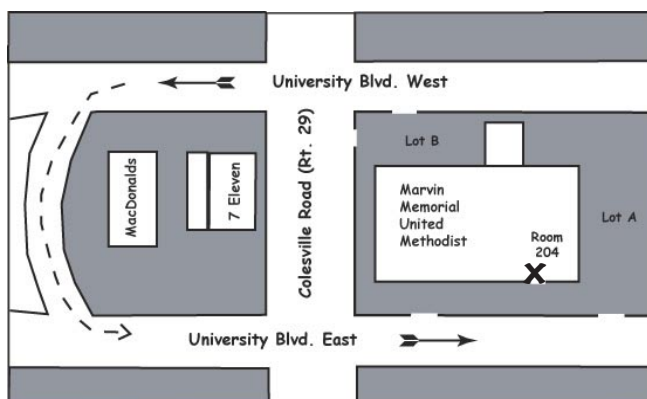 University Blvd. West
Colesville Road (Rt. 29)
MacDonalds
7 Eleven
Lot B
Marvin
Memorial
United
Methodist
Room
204
Lot A
University Blvd. East